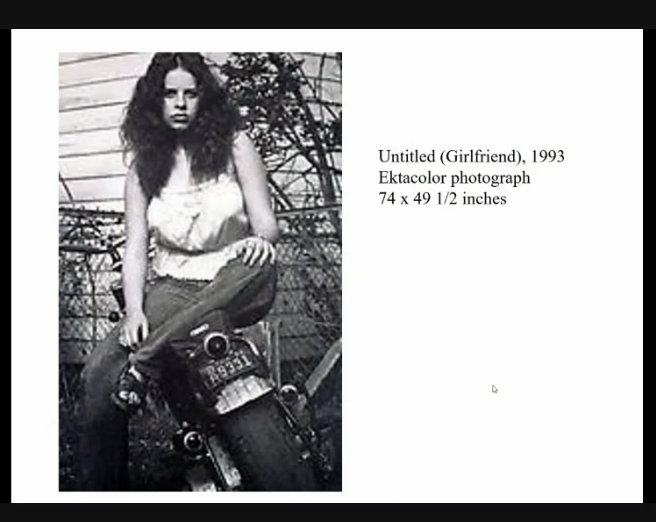 Untitled (Girlfriend), 1993
Ektacolor photograph
74 x 49 1/2 inches